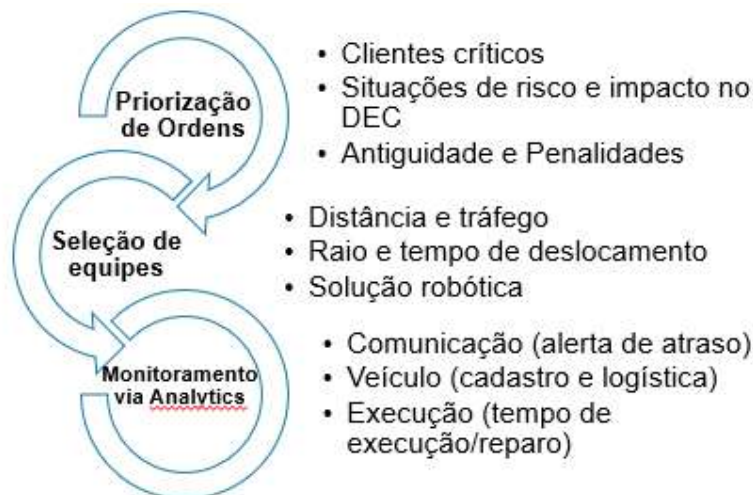 Priorização
de Ordens
• Clientes críticos
• Situações de risco e impacto no
DEC
• Antiguidade e Penalidades
Seleção de
equipes
• Distância e tráfego
• Raio e tempo de deslocamento
• Solução robótica
Monitoramento
via Analytics
• Comunicação (alerta de atraso)
• Veículo (cadastro e logística)
• Execução (tempo de
execução/reparo)